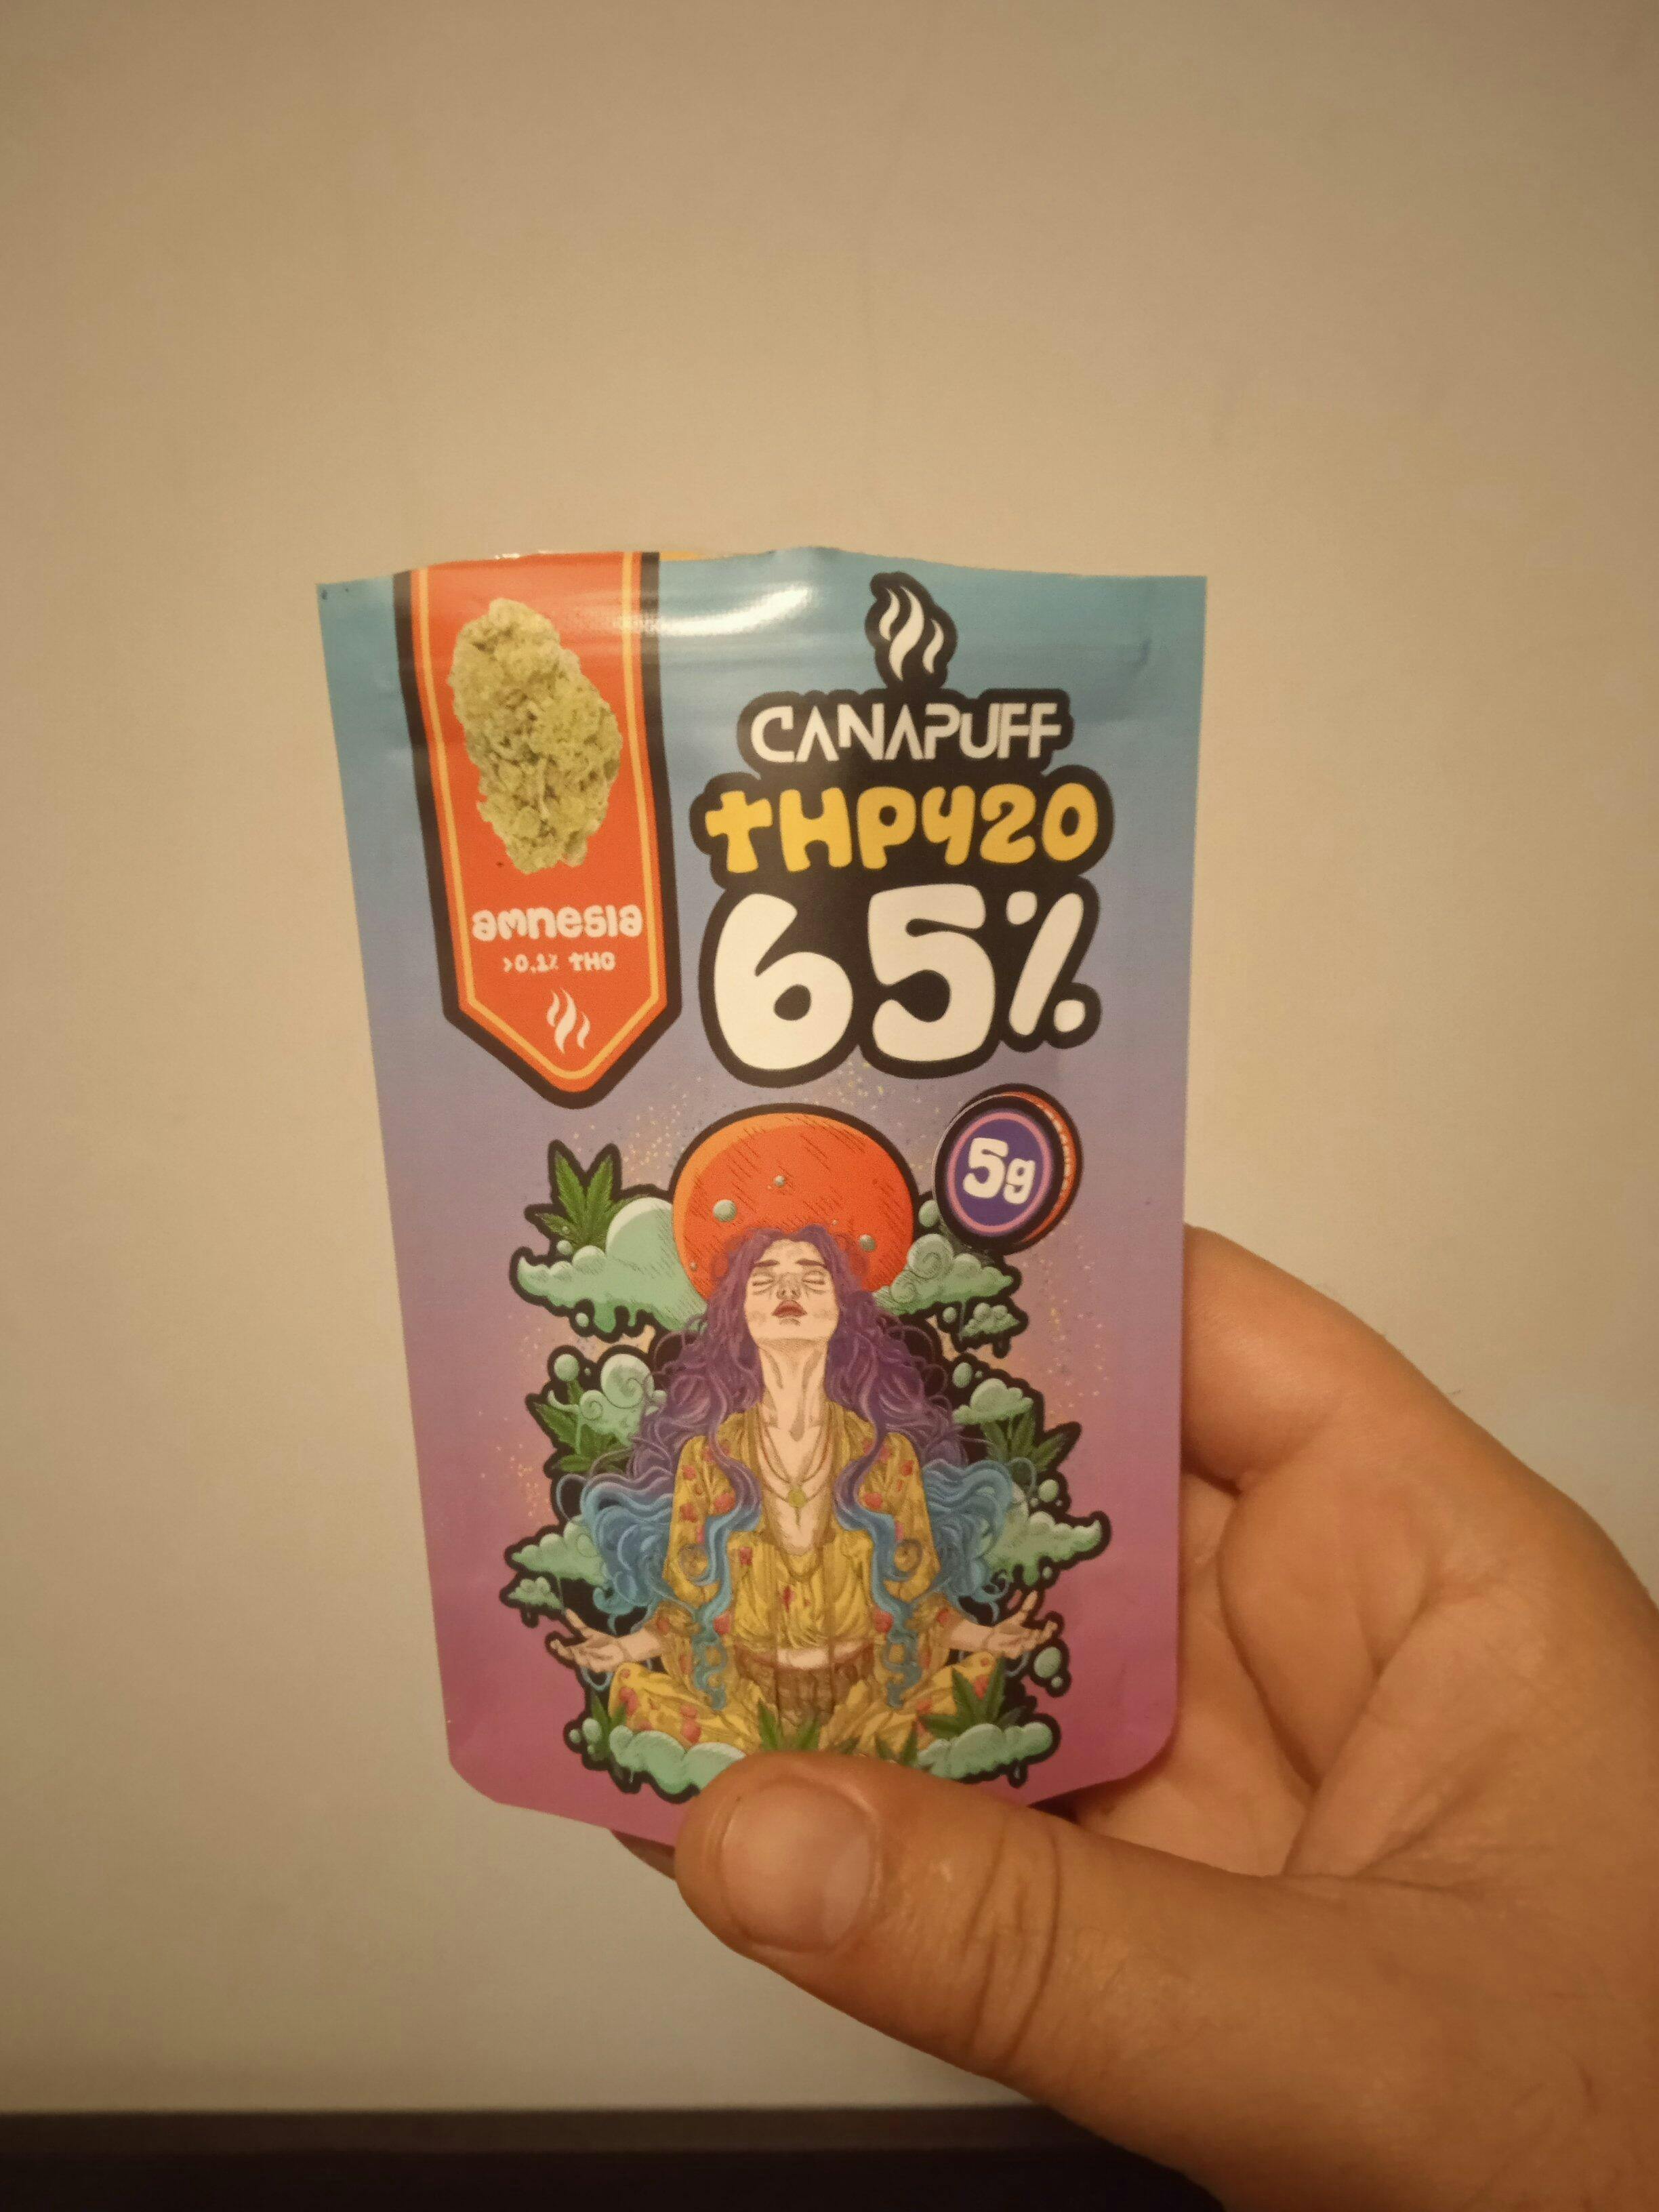 CANAPUFF
THP420
65%
amnesia
>0,1% THC
5g